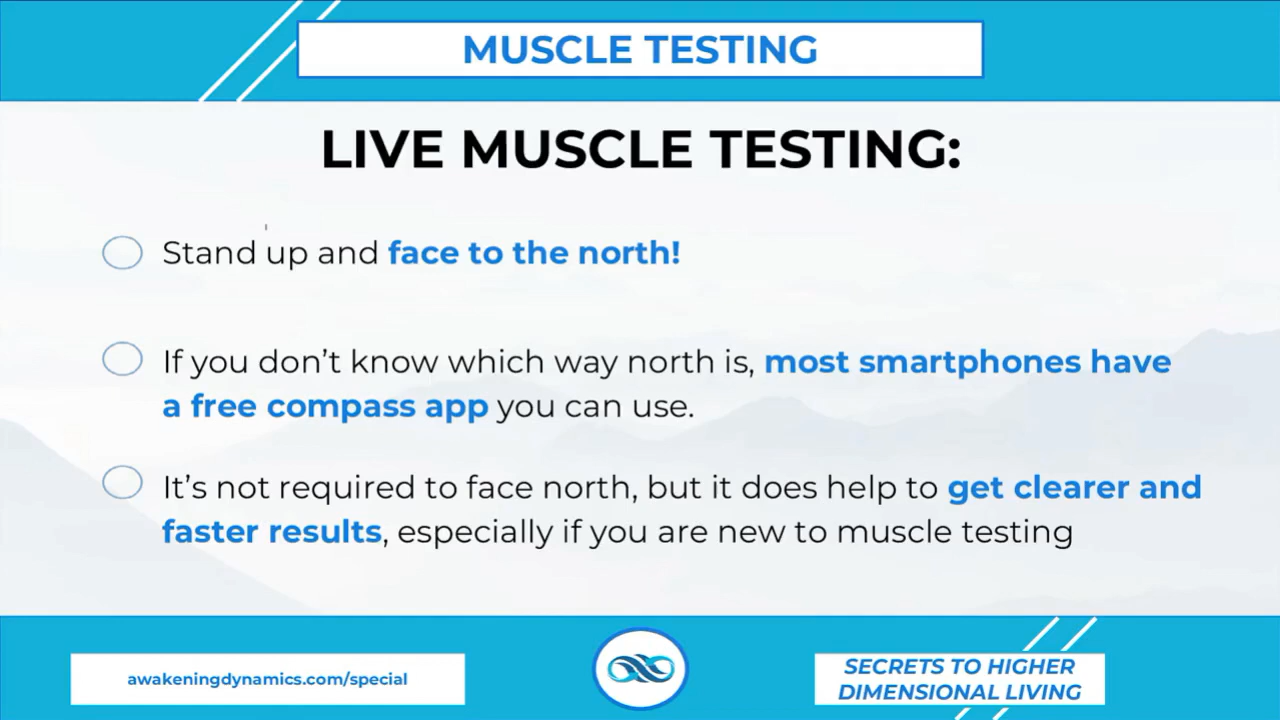 MUSCLE TESTING
LIVE MUSCLE TESTING:
Stand up and face to the north!
If you don’t know which way north is, most smartphones have
a free compass app you can use.
It’s not required to face north, but it does help to get clearer and
faster results, especially if you are new to muscle testing
awakeningdynamics.com/special
SECRETS TO HIGHER
DIMENSIONAL LIVING